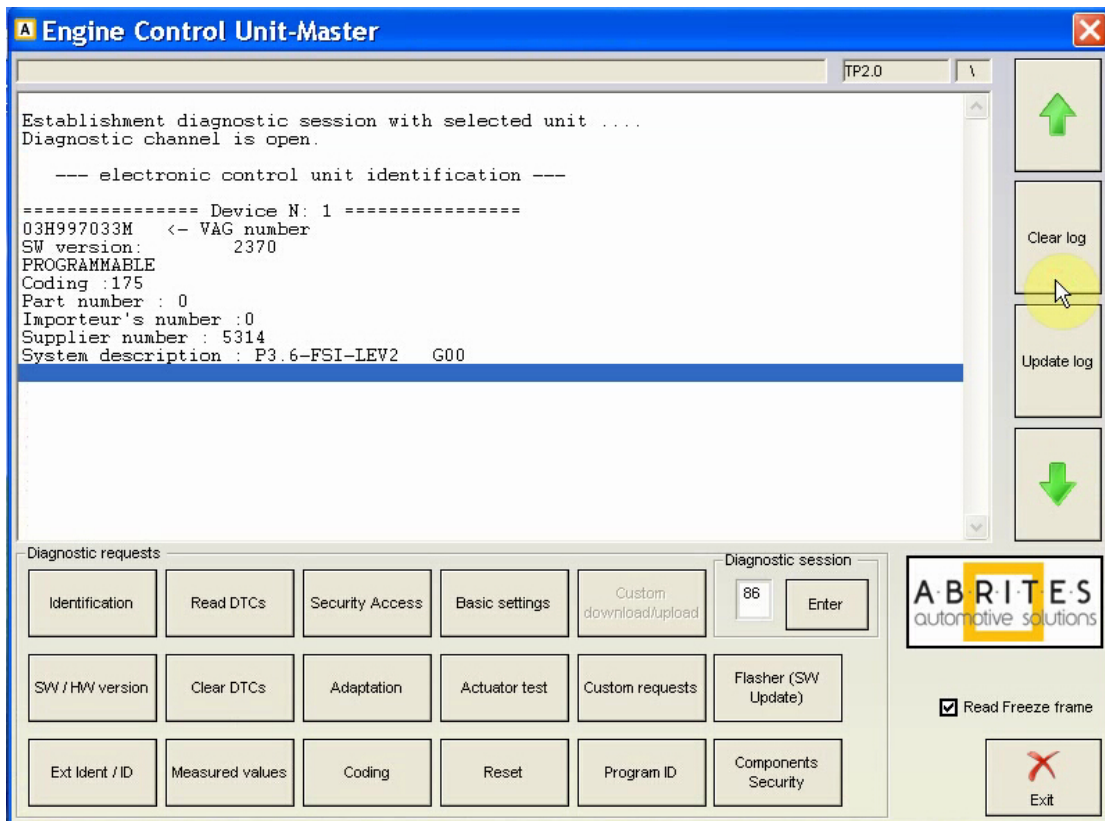 Engine Control Unit-Master
TP2.0 \
Establishment diagnostic session with selected unit ....
Diagnostic channel is open.
--- electronic control unit identification ---
================ Device N: 1 ================
03H997033M <- VAG number
SW version: 2370
PROGRAMMABLE
Coding :175
Part number : 0
Importeur's number :0
Supplier number : 5314
System description : P3.6-FSI-LEV2 G00
Clear log
Update log
Diagnostic requests
Identification
Read DTCs
Security Access
Basic settings
Custom
download/upload
Diagnostic session
86
Enter
SW / HW version
Clear DTCs
Adaptation
Actuator test
Custom requests
Flasher (SW
Update)
Ext Ident / ID
Measured values
Coding
Reset
Program ID
Components
Security
A·B·R·I·T·E·S
automotive solutions
Read Freeze frame
Exit